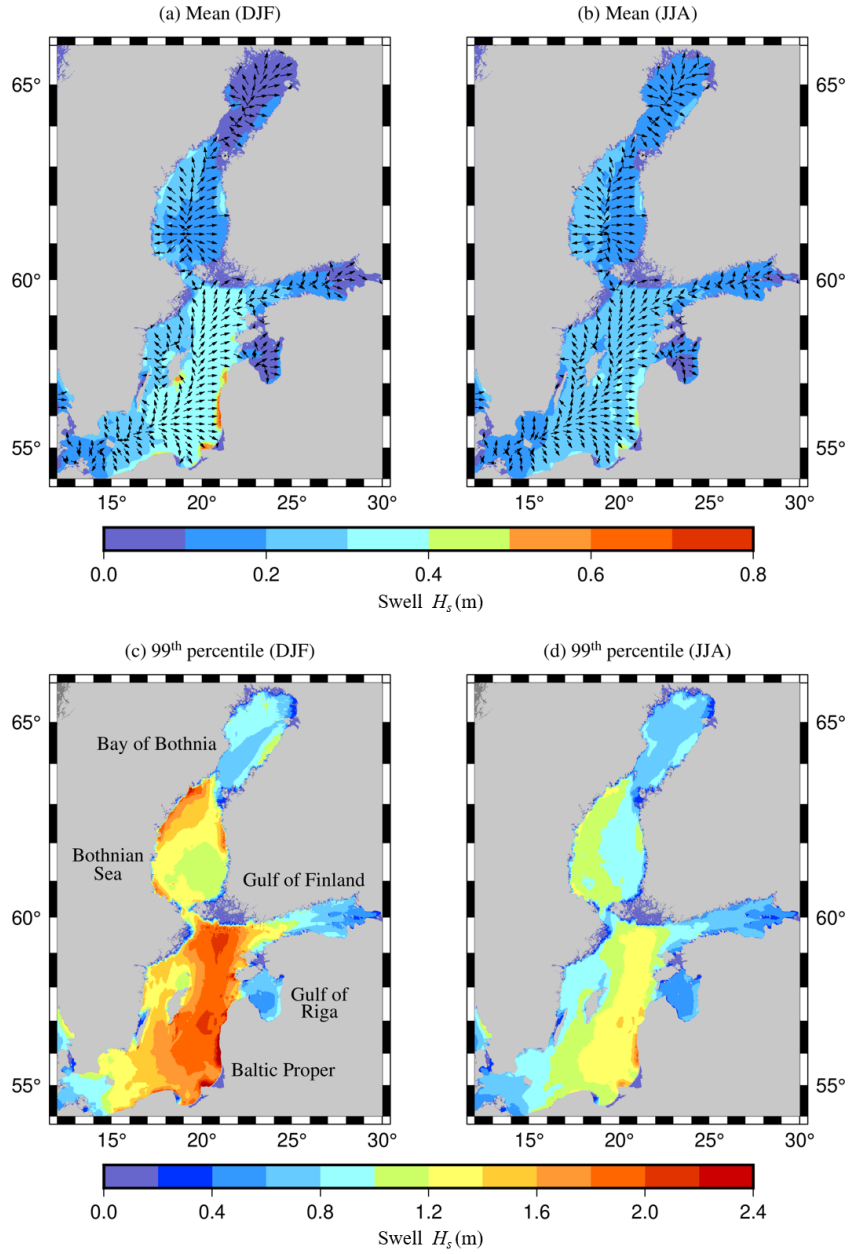 (a) Mean (DJF)
(b) Mean (JJA)
65°
65°
60°
60°
55°
55°
15° 20° 25° 30°
15° 20° 25° 30°
0.0 0.2 0.4 0.6 0.8
Swell Hₛ (m)
(c) 99th percentile (DJF)
(d) 99th percentile (JJA)
65°
65°
Bay of Bothnia
Bothnian
Sea
Gulf of Finland
60°
60°
Gulf of
Riga
Baltic Proper
55°
55°
15° 20° 25° 30°
15° 20° 25° 30°
0.0 0.4 0.8 1.2 1.6 2.0 2.4
Swell Hₛ (m)